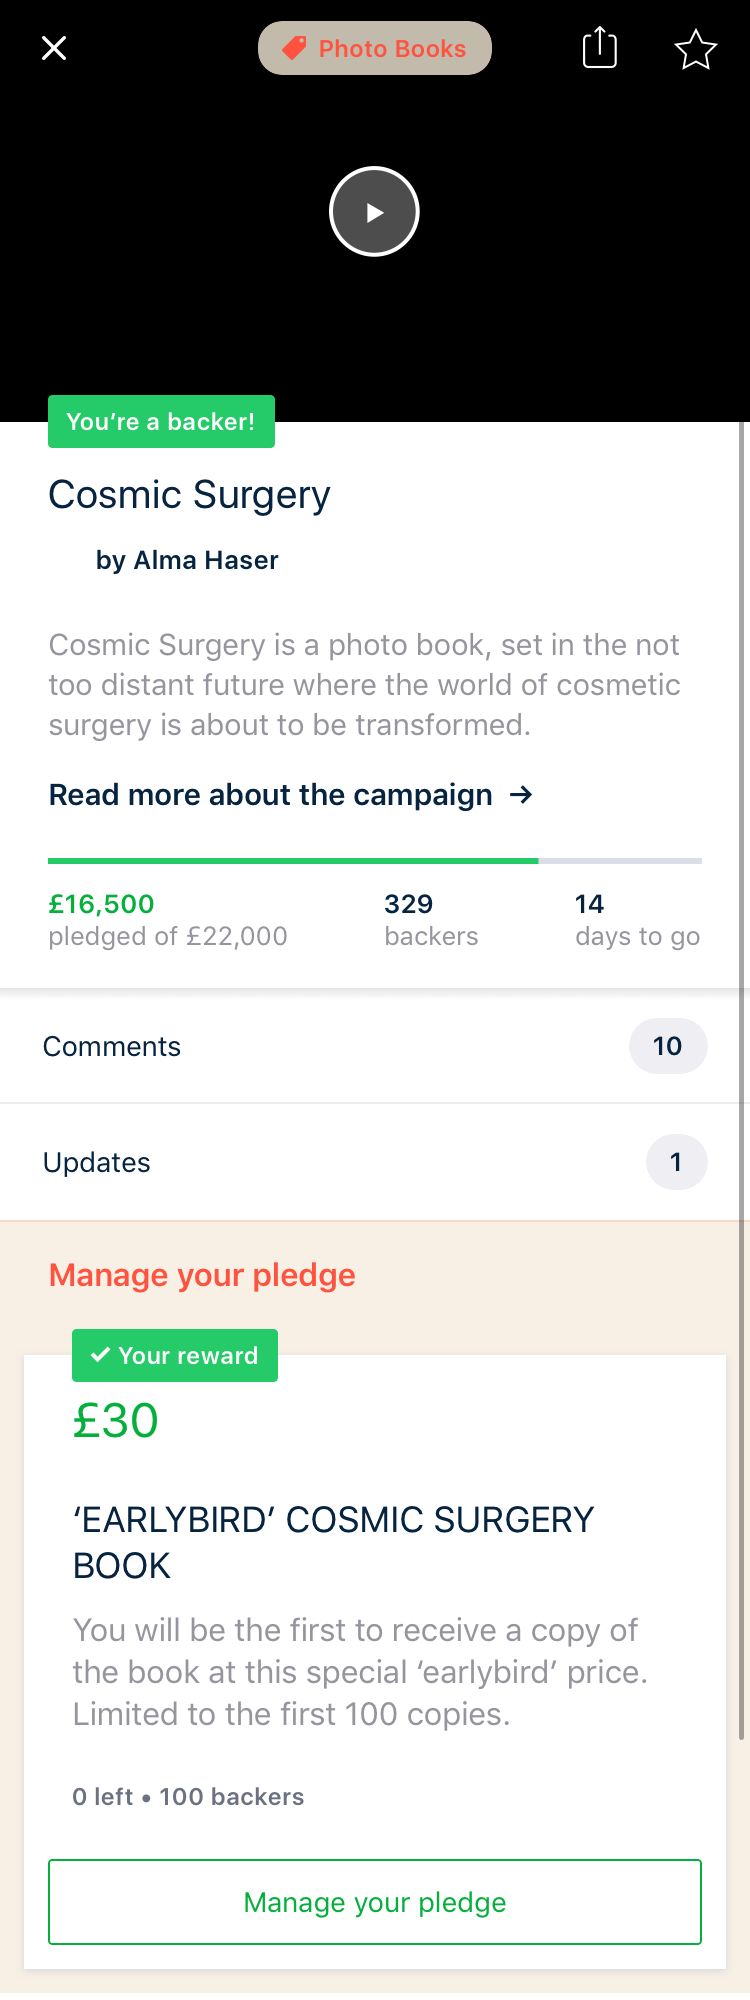 Photo Books
You’re a backer!
Cosmic Surgery
by Alma Haser
Cosmic Surgery is a photo book, set in the not
too distant future where the world of cosmetic
surgery is about to be transformed.
Read more about the campaign →
£16,500
pledged of £22,000
329
backers
14
days to go
Comments
10
Updates
1
Manage your pledge
Your reward
£30
‘EARLYBIRD’ COSMIC SURGERY
BOOK
You will be the first to receive a copy of
the book at this special ‘earlybird’ price.
Limited to the first 100 copies.
0 left • 100 backers
Manage your pledge